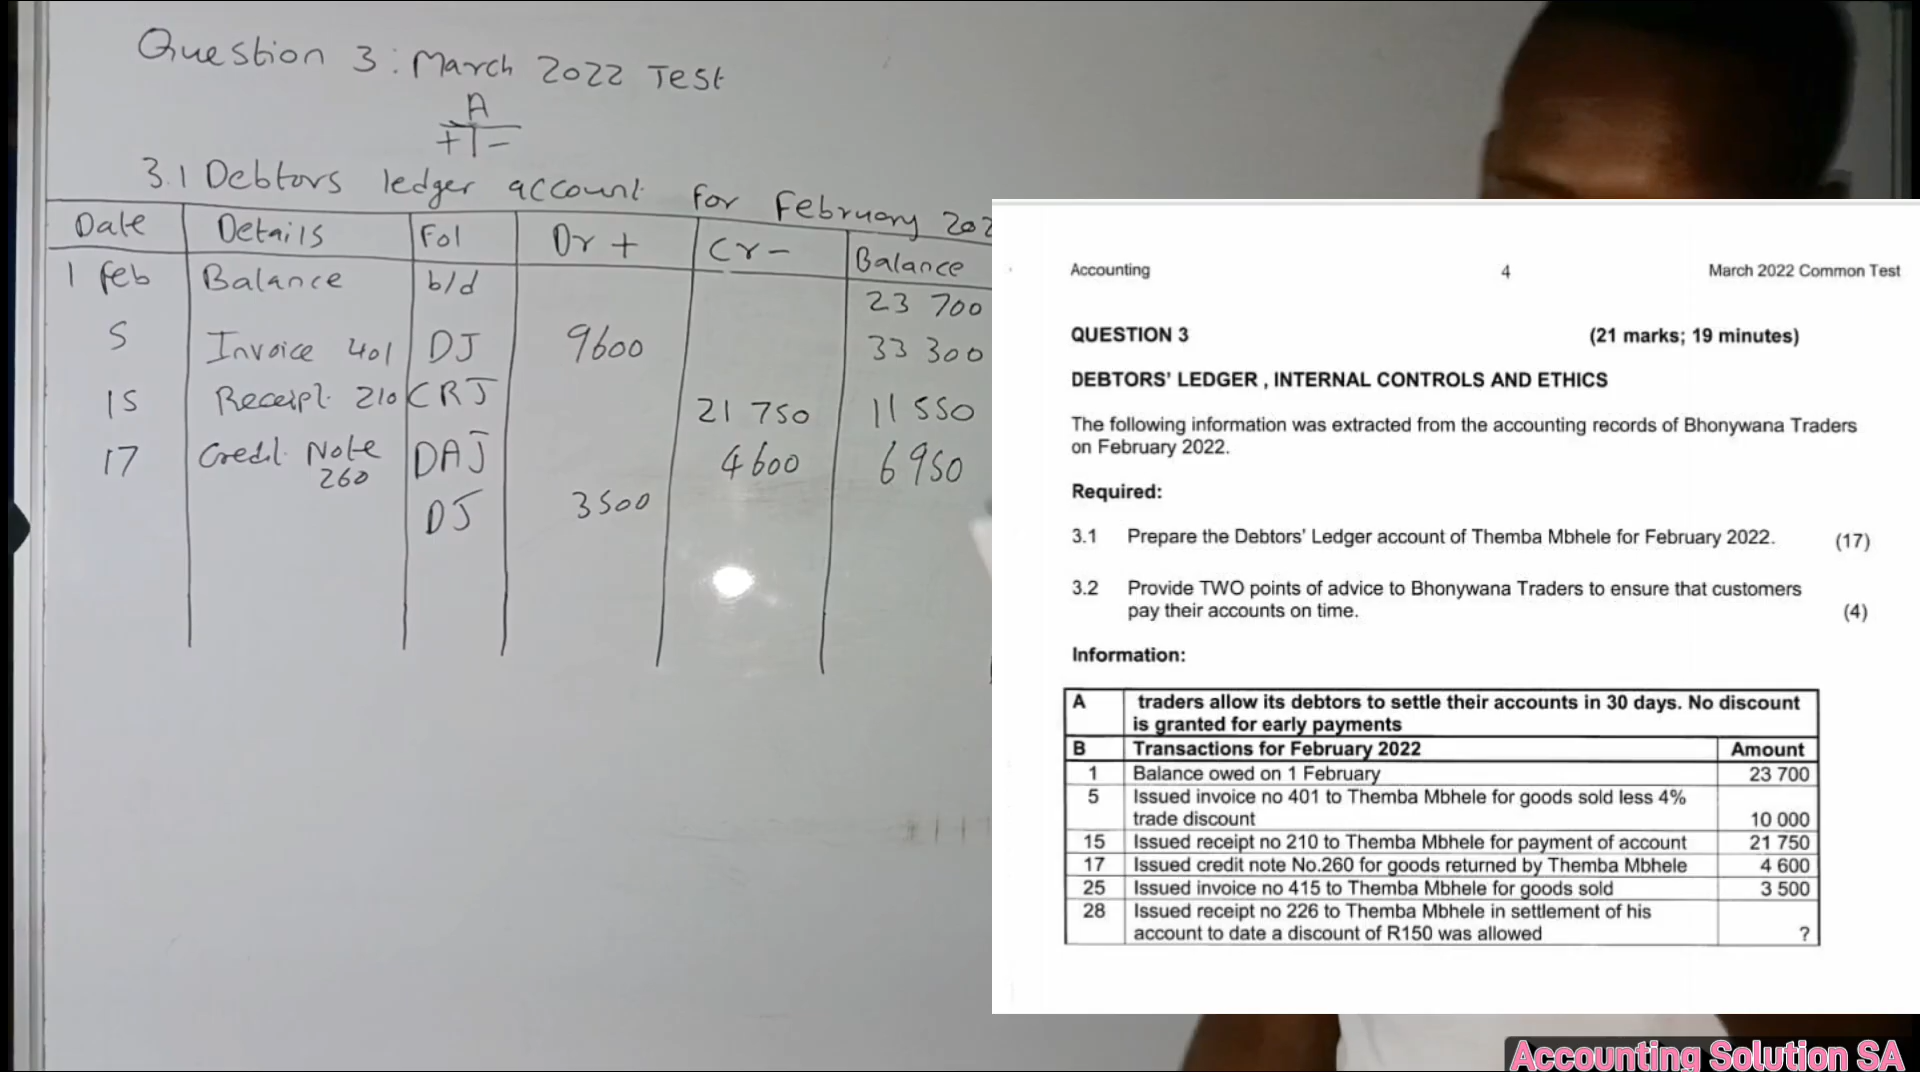 Question 3: March 2022 Test
A
+ -
3.1 Debtors ledger account for February 202
Date Details Fol Dr + Cr - Balance
1 feb Balance b/d 23 700
5 Invoice 401 DJ 9600 33 300
15 Receipt 210 CRJ 21 750 11 550
17 Credit Note 260 DAJ 4600 6950
DJ 3500
Accounting 4 March 2022 Common Test
QUESTION 3 (21 marks; 19 minutes)
DEBTORS' LEDGER , INTERNAL CONTROLS AND ETHICS
The following information was extracted from the accounting records of Bhonywana Traders
on February 2022.
Required:
3.1 Prepare the Debtors' Ledger account of Themba Mbhele for February 2022. (17)
3.2 Provide TWO points of advice to Bhonywana Traders to ensure that customers
pay their accounts on time. (4)
Information:
A traders allow its debtors to settle their accounts in 30 days. No discount
is granted for early payments
B Transactions for February 2022 Amount
1 Balance owed on 1 February 23 700
5 Issued invoice no 401 to Themba Mbhele for goods sold less 4%
trade discount 10 000
15 Issued receipt no 210 to Themba Mbhele for payment of account 21 750
17 Issued credit note No.260 for goods returned by Themba Mbhele 4 600
25 Issued invoice no 415 to Themba Mbhele for goods sold 3 500
28 Issued receipt no 226 to Themba Mbhele in settlement of his
account to date a discount of R150 was allowed ?
Accounting Solution SA